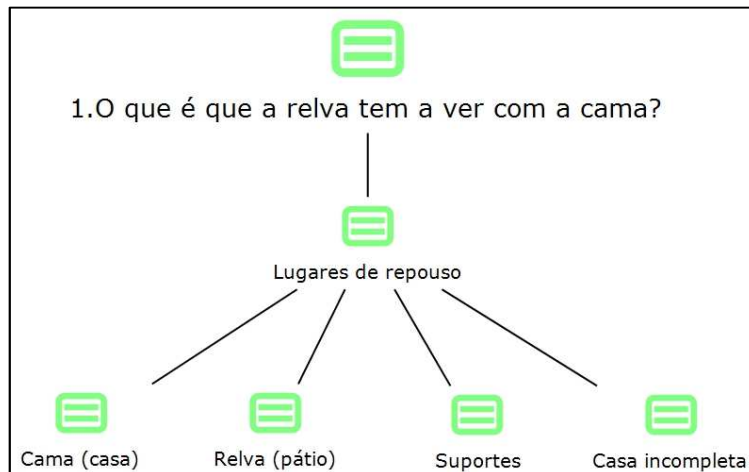 1.O que é que a relva tem a ver com a cama?
Lugares de repouso
Cama (casa)
Relva (pátio)
Suportes
Casa incompleta